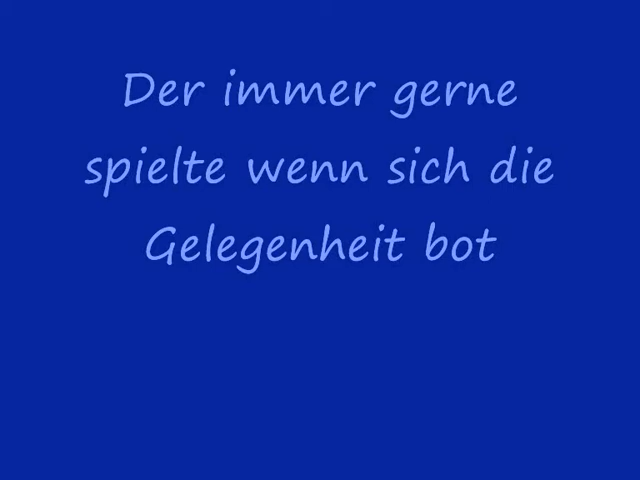 Der immer gerne
spielte wenn sich die
Gelegenheit bot